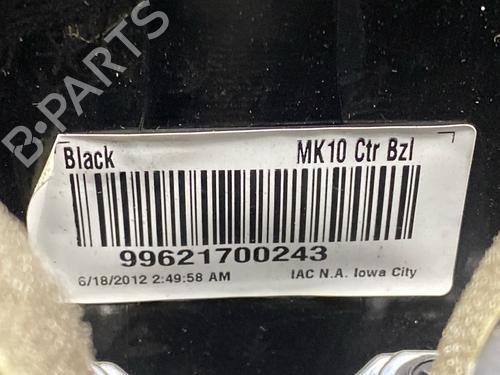 B-PARTS
Black MK10 Ctr Bzl
99621700243
6/18/2012 2:49:58 AM IAC N.A. Iowa City